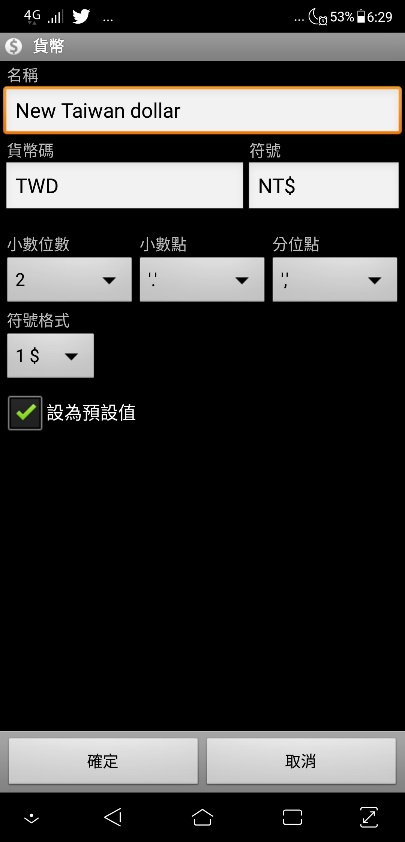 4G ... ... 53% 6:29
貨幣
名稱
New Taiwan dollar
貨幣碼 符號
TWD NT$
小數位數 小數點 分位點
2 '.' ','
符號格式
1 $
設為預設值
確定 取消